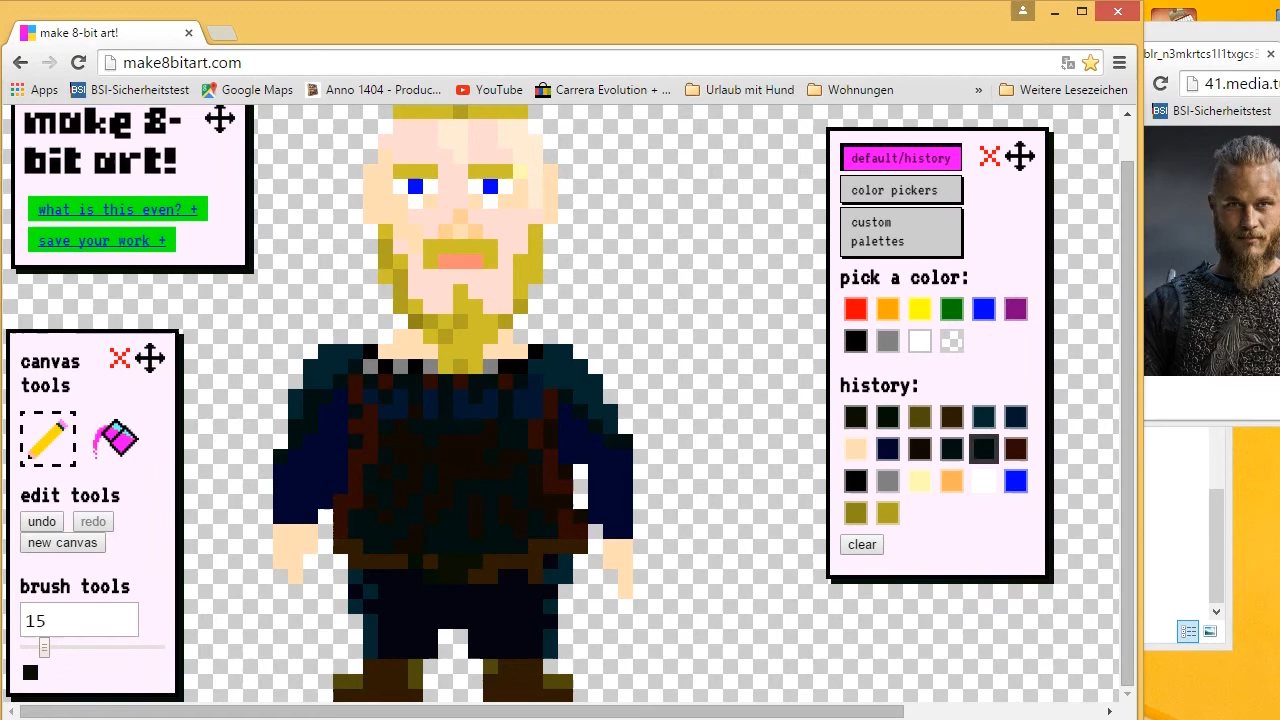 make 8-bit art!
blr_n3mkrtcs1l1txgcs
make8bitart.com
41.media.t
Apps
BSI-Sicherheitstest
Google Maps
Anno 1404 - Produc...
YouTube
Carrera Evolution + ...
Urlaub mit Hund
Wohnungen
»
Weitere Lesezeichen
BSI
BSI-Sicherheitstest
BSI
make 8-
bit art!
what is this even? +
save your work +
canvas
tools
edit tools
undo
redo
new canvas
brush tools
15
default/history
color pickers
custom
palettes
pick a color:
history:
clear